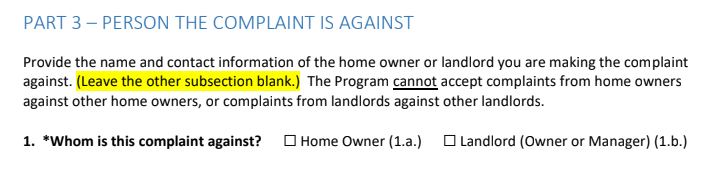 PART 3 – PERSON THE COMPLAINT IS AGAINST
Provide the name and contact information of the home owner or landlord you are making the complaint
against. (Leave the other subsection blank.)  The Program cannot accept complaints from home owners
against other home owners, or complaints from landlords against other landlords.
1. *Whom is this complaint against? ☐ Home Owner (1.a.) ☐ Landlord (Owner or Manager) (1.b.)